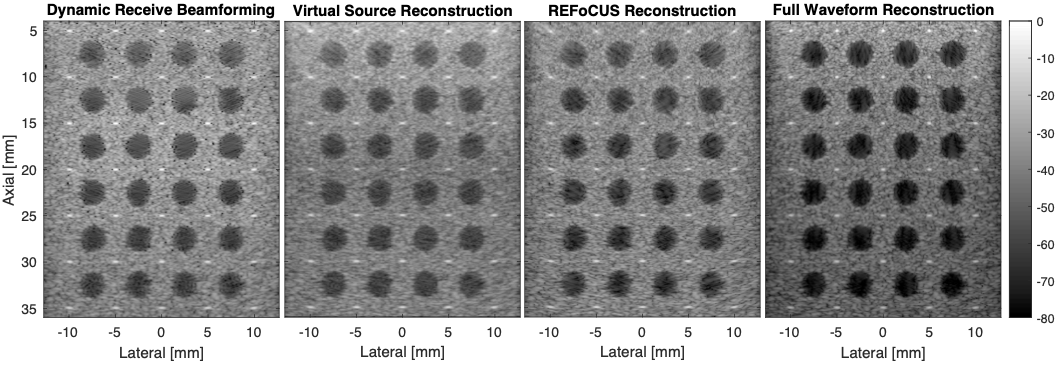 Dynamic Receive Beamforming
Virtual Source Reconstruction
REFoCUS Reconstruction
Full Waveform Reconstruction
Axial [mm]
5
10
15
20
25
30
35
-10 -5 0 5 10
Lateral [mm]
-10 -5 0 5 10
Lateral [mm]
-10 -5 0 5 10
Lateral [mm]
-10 -5 0 5 10
Lateral [mm]
0
-10
-20
-30
-40
-50
-60
-70
-80